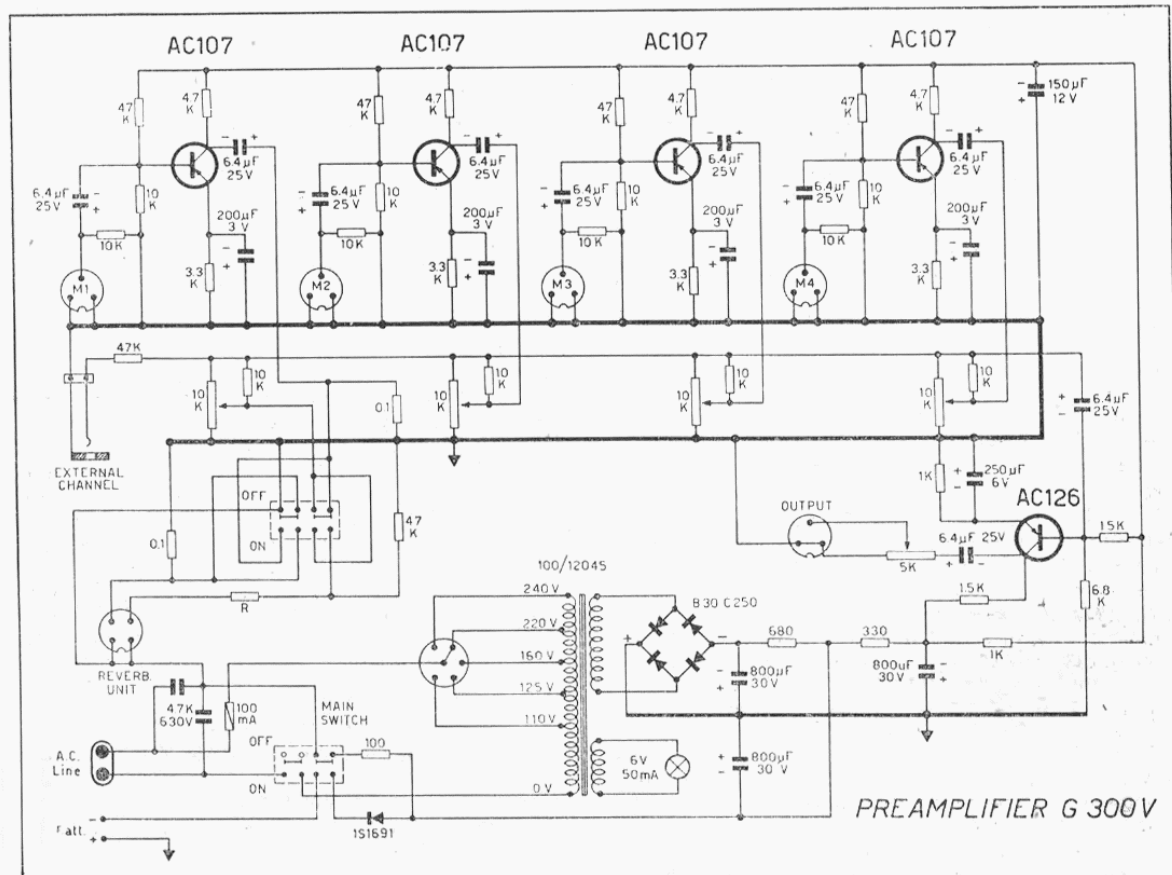 AC107 AC107 AC107 AC107
47 K 4.7 K 47 K 4.7 K 47 K 4.7 K 47 K 4.7 K
150µF 12 V
- + - + - + - +
6.4µF 25V 6.4µF 25V 6.4µF 25V 6.4µF 25V
6.4µF 25V 10 K 6.4µF 25V 10 K 6.4µF 25V 10 K 6.4µF 25V 10 K
200µF 3 V 200µF 3 V 200µF 3 V 200µF 3 V
10K 10K 10K 10K
3.3 K 3.3 K 3.3 K 3.3 K
M1 M2 M3 M4
47K
10 K 10 K 10 K 10 K 10 K 10 K 10 K 10 K
0.1
6.4µF 25V
EXTERNAL
CHANNEL
OFF
ON
0.1
47 K
1K
250µF 6V
AC126
OUTPUT
15K
6.4µF 25V
5K
100/12045
240V
220V
160V
125V
110V
0V
B30 C250
1.5K
6.8 K
R
680
330
1K
REVERB.
UNIT
800µF 30V
800µF 30V
4.7K
630V
100 mA
MAIN
SWITCH
100
OFF
ON
A.C.
Line
6V
50mA
800µF 30V
att.
-
+
1S1691
PREAMPLIFIER G 300V